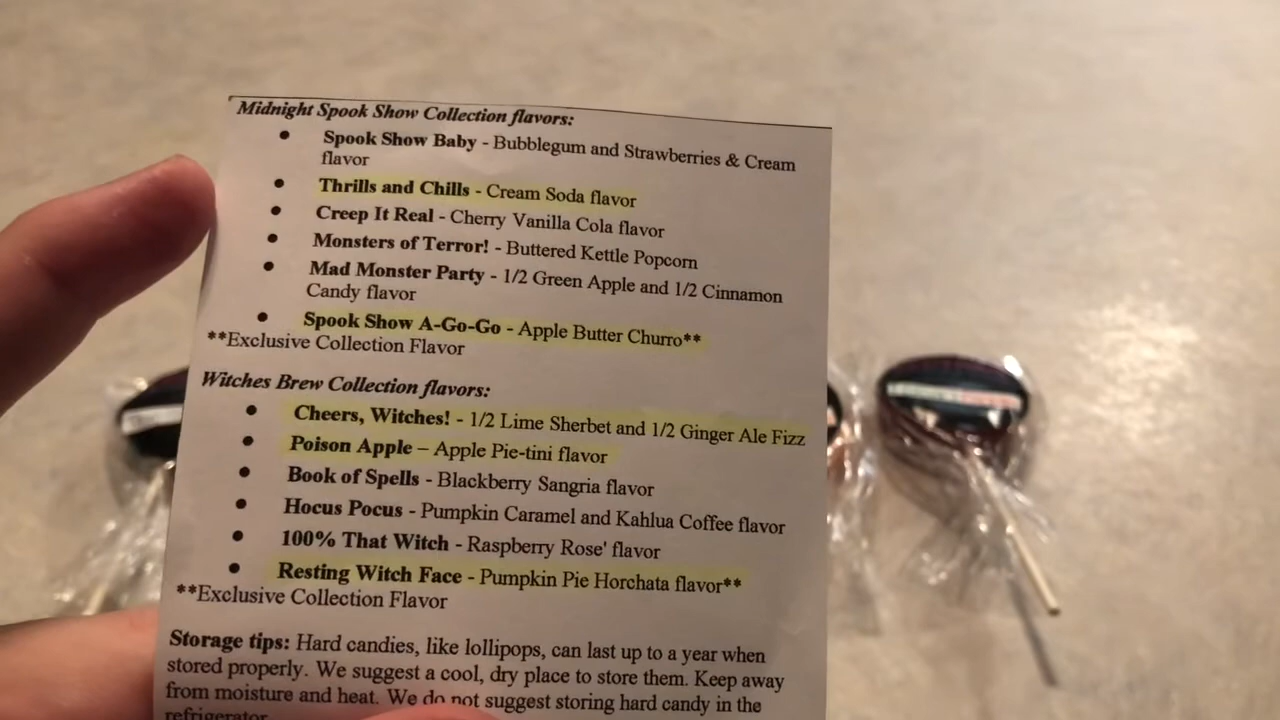 Midnight Spook Show Collection flavors:
• Spook Show Baby - Bubblegum and Strawberries & Cream
flavor
• Thrills and Chills - Cream Soda flavor
• Creep It Real - Cherry Vanilla Cola flavor
• Monsters of Terror! - Buttered Kettle Popcorn
• Mad Monster Party - 1/2 Green Apple and 1/2 Cinnamon
Candy flavor
• Spook Show A-Go-Go - Apple Butter Churro**
**Exclusive Collection Flavor
Witches Brew Collection flavors:
• Cheers, Witches! - 1/2 Lime Sherbet and 1/2 Ginger Ale Fizz
• Poison Apple – Apple Pie-tini flavor
• Book of Spells - Blackberry Sangria flavor
• Hocus Pocus - Pumpkin Caramel and Kahlua Coffee flavor
• 100% That Witch - Raspberry Rose' flavor
• Resting Witch Face - Pumpkin Pie Horchata flavor**
**Exclusive Collection Flavor
Storage tips: Hard candies, like lollipops, can last up to a year when
stored properly. We suggest a cool, dry place to store them. Keep away
from moisture and heat. We do not suggest storing hard candy in the
refrigerator